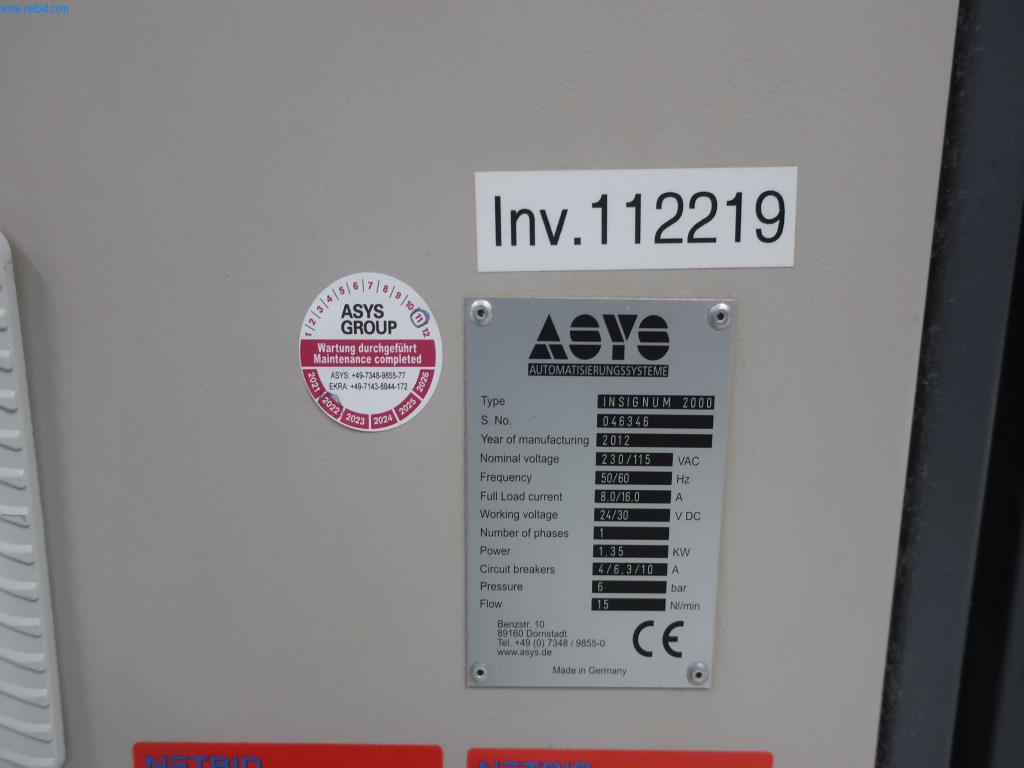 www.netbid.com
Inv.112219
1 2 3 4 5 6 7 8 9 10 11 12
ASYS
GROUP
Wartung durchgeführt
Maintenance completed
ASYS: +49-7348-9855-77
EKRA: +49-7143-8844-172
2021 2022 2023 2024 2025 2026
ASYS
AUTOMATISIERUNGSSYSTEME
Type INSIGNUM 2000
S. No. 046346
Year of manufacturing 2012
Nominal voltage 230/115 VAC
Frequency 50/60 Hz
Full Load current 8.0/16.0 A
Working voltage 24/30 V DC
Number of phases 1
Power 1.35 KW
Circuit breakers 4/6.3/10 A
Pressure 6 bar
Flow 15 Nl/min
Benzstr. 10
89160 Dornstadt
Tel. +49 (0) 7348 / 9855-0
www.asys.de
CE
Made in Germany
NETBID NETBID